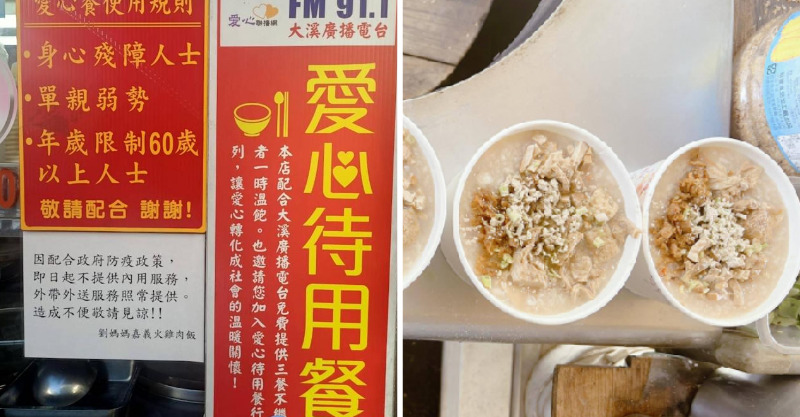 愛心餐使用規則
・身心殘障人士
・單親弱勢
・年歲限制60歲
以上人士
敬請配合 謝謝!
因配合政府防疫政策，
即日起不提供內用服務，
外帶外送服務照常提供。
造成不便敬請見諒!!
劉媽媽嘉義火雞肉飯
愛心聯播網
FM 91.1
大溪廣播電台
愛心待用餐
本店配合大溪廣播電台免費提供三餐不繼
者一時溫飽。也邀請您加入愛心待用餐行
列，讓愛心轉化成社會的溫暖關懷！